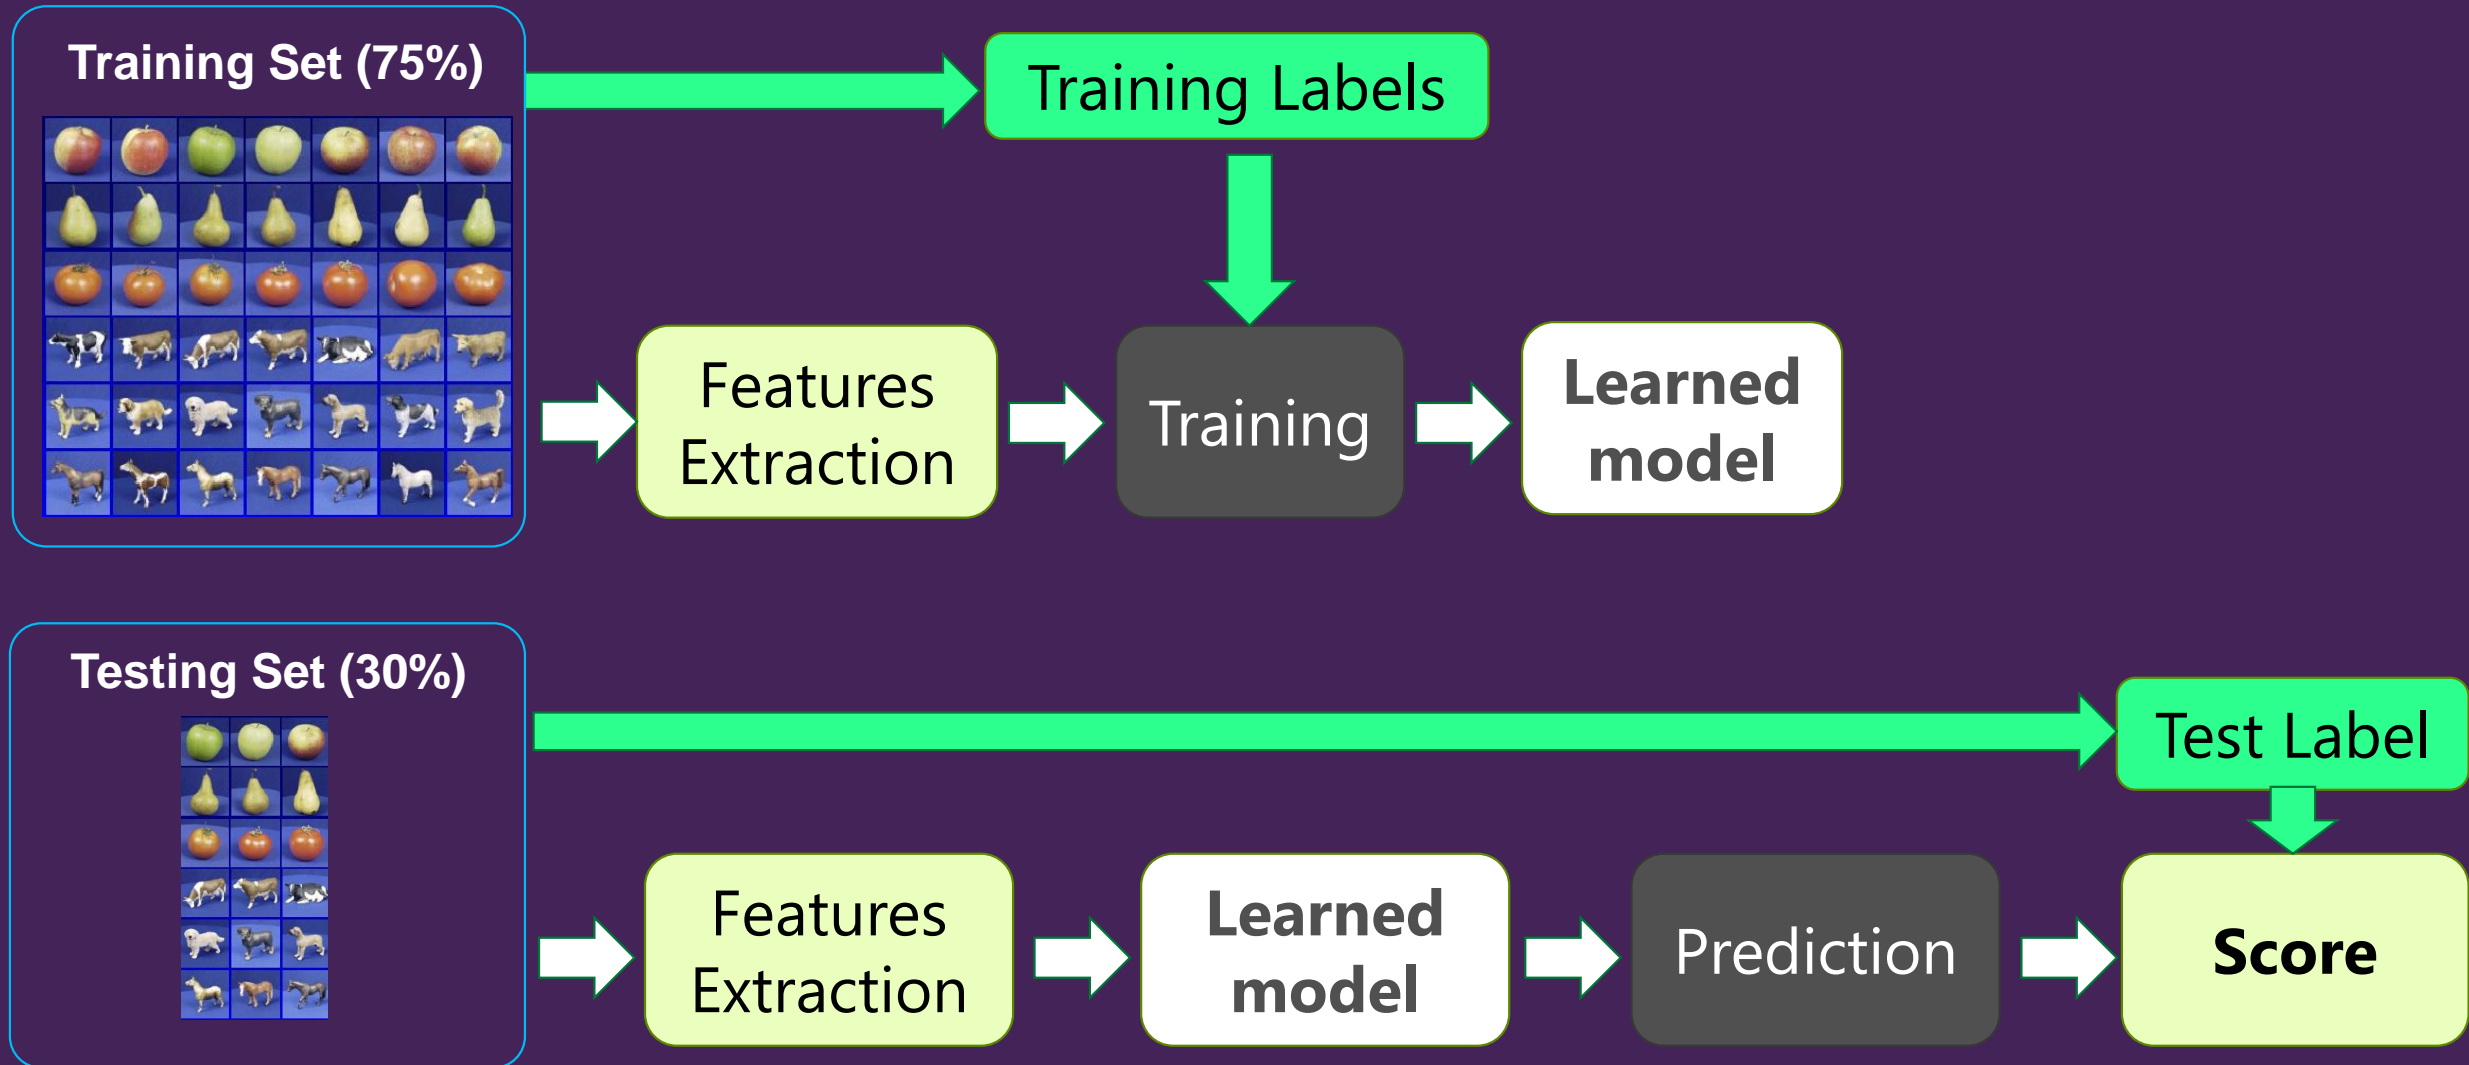 Training Set (75%)
Training Labels
Features
Extraction
Training
Learned
model
Testing Set (30%)
Test Label
Features
Extraction
Learned
model
Prediction
Score